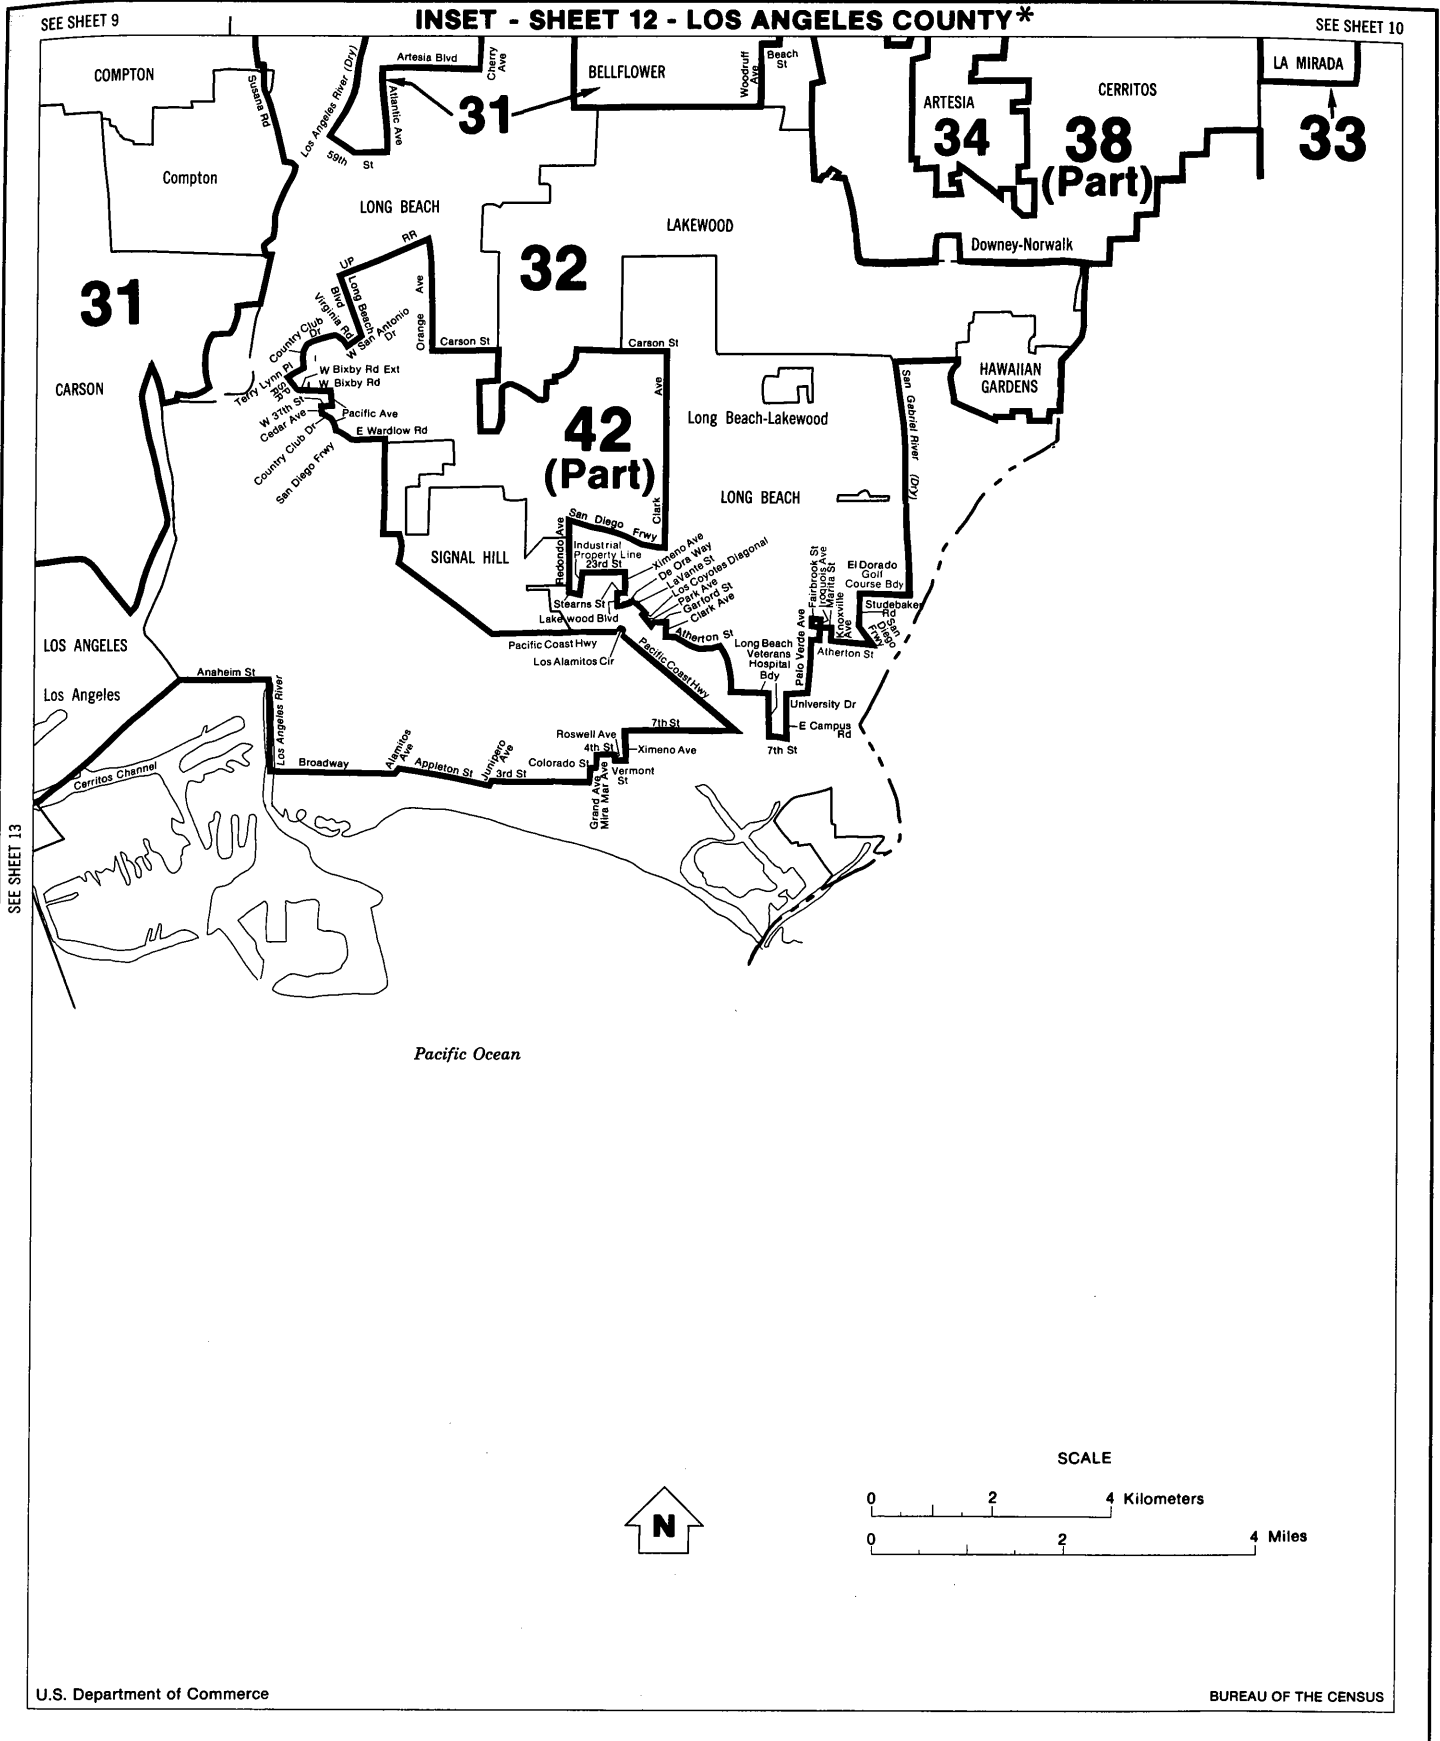 SEE SHEET 9
INSET - SHEET 12 - LOS ANGELES COUNTY*
SEE SHEET 10
COMPTON
Susana Rd
Los Angeles River (Dry)
Artesia Blvd
Cherry
Ave
Atlantic Ave
BELLFLOWER
Woodruff
Ave
Beach
St
LA MIRADA
ARTESIA
CERRITOS
31
34
38
(Part)
33
59th St
Compton
LONG BEACH
LAKEWOOD
Downey-Norwalk
UP RR
32
31
Long Beach
Blvd
Virginia Rd
Country Club
Dr
W San Antonio
Dr
Orange Ave
Carson St
Carson St
HAWAIIAN
GARDENS
CARSON
Terry Lynn Pl
SP
RR
W Bixby Rd Ext
W Bixby Rd
W 37th St
Cedar Ave
Pacific Ave
Country Club Dr
E Wardlow Rd
San Diego Frwy
42
(Part)
Clark Ave
Long Beach-Lakewood
San Gabriel River (Dry)
LONG BEACH
SIGNAL HILL
Redondo Ave
San Diego Frwy
Industrial
Property Line
23rd St
Stearns St
Lakewood Blvd
Ximeno Ave
De Ora Way
LaVante St
Los Coyotes Diagonal
Park Ave
Garford St
Clark Ave
Atherton St
Fairbrook St
Iroquois Ave
Marita St
Knoxville
Ave
El Dorado
Golf
Course Bdy
Studebaker
Rd
San
Diego
Frwy
Atherton St
Palo Verde Ave
Long Beach
Veterans
Hospital
Bdy
LOS ANGELES
Los Angeles
Pacific Coast Hwy
Los Alamitos Cir
Pacific Coast Hwy
Anaheim St
Los Angeles River
University Dr
E Campus
Rd
7th St
7th St
Roswell Ave
4th St
Ximeno Ave
Colorado St
Vermont
St
Grand Ave
Mira Mar Ave
Broadway
Alamitos
Ave
Appleton St
Junipero
Ave
3rd St
Cerritos Channel
SEE SHEET 13
Pacific Ocean
SCALE
0 2 4 Kilometers
0 2 4 Miles
N
U.S. Department of Commerce
BUREAU OF THE CENSUS